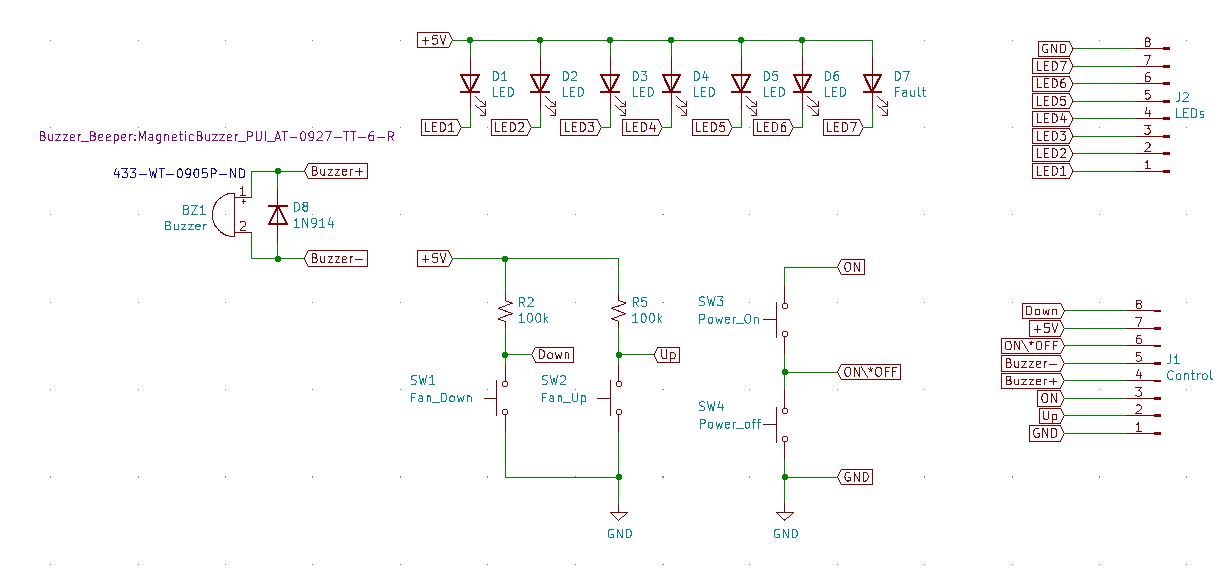 +5V
D1
LED
D2
LED
D3
LED
D4
LED
D5
LED
D6
LED
D7
Fault
LED1
LED2
LED3
LED4
LED5
LED6
LED7
GND 8
LED7 7
LED6 6
LED5 5
LED4 4
LED3 3
LED2 2
LED1 1
J2
LEDs
Buzzer_Beeper:MagneticBuzzer_PUI_AT-0927-TT-6-R
433-WT-0905P-ND
Buzzer+
1
+
BZ1
Buzzer
2
D8
1N914
Buzzer-
+5V
R2
100k
R5
100k
Down
Up
SW1
Fan_Down
SW2
Fan_Up
GND
ON
SW3
Power_On
ON\*OFF
SW4
Power_off
GND
GND
Down 8
+5V 7
ON\*OFF 6
Buzzer- 5
Buzzer+ 4
ON 3
Up 2
GND 1
J1
Control